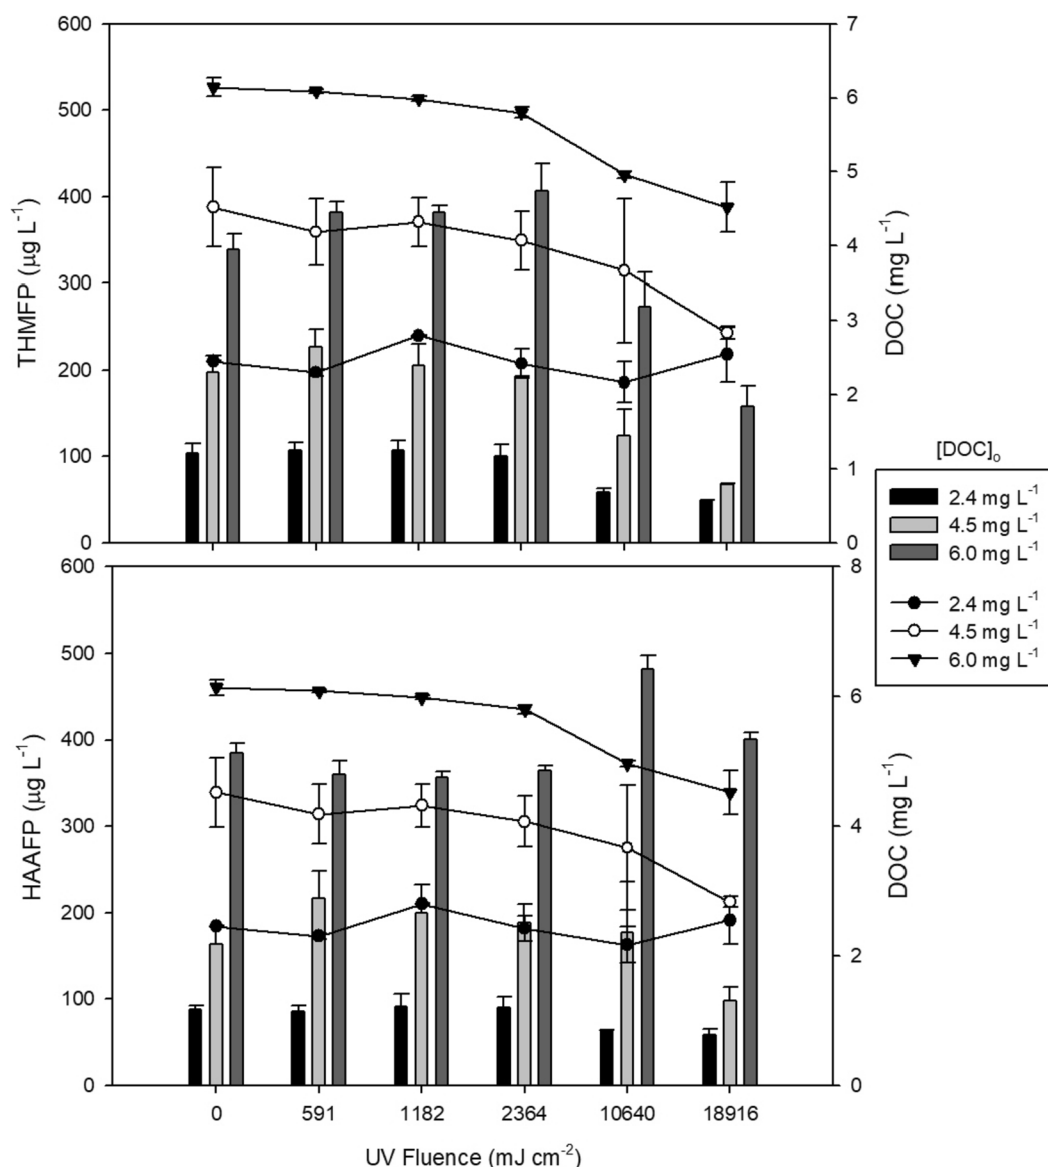 600
500
400
300
200
100
0
THMFP (µg L⁻¹)
7
6
5
4
3
2
1
0
DOC (mg L⁻¹)
[DOC]₀
2.4 mg L⁻¹
4.5 mg L⁻¹
6.0 mg L⁻¹
2.4 mg L⁻¹
4.5 mg L⁻¹
6.0 mg L⁻¹
600
500
400
300
200
100
0
HAAFP (µg L⁻¹)
8
6
4
2
0
DOC (mg L⁻¹)
0 591 1182 2364 10640 18916
UV Fluence (mJ cm⁻²)